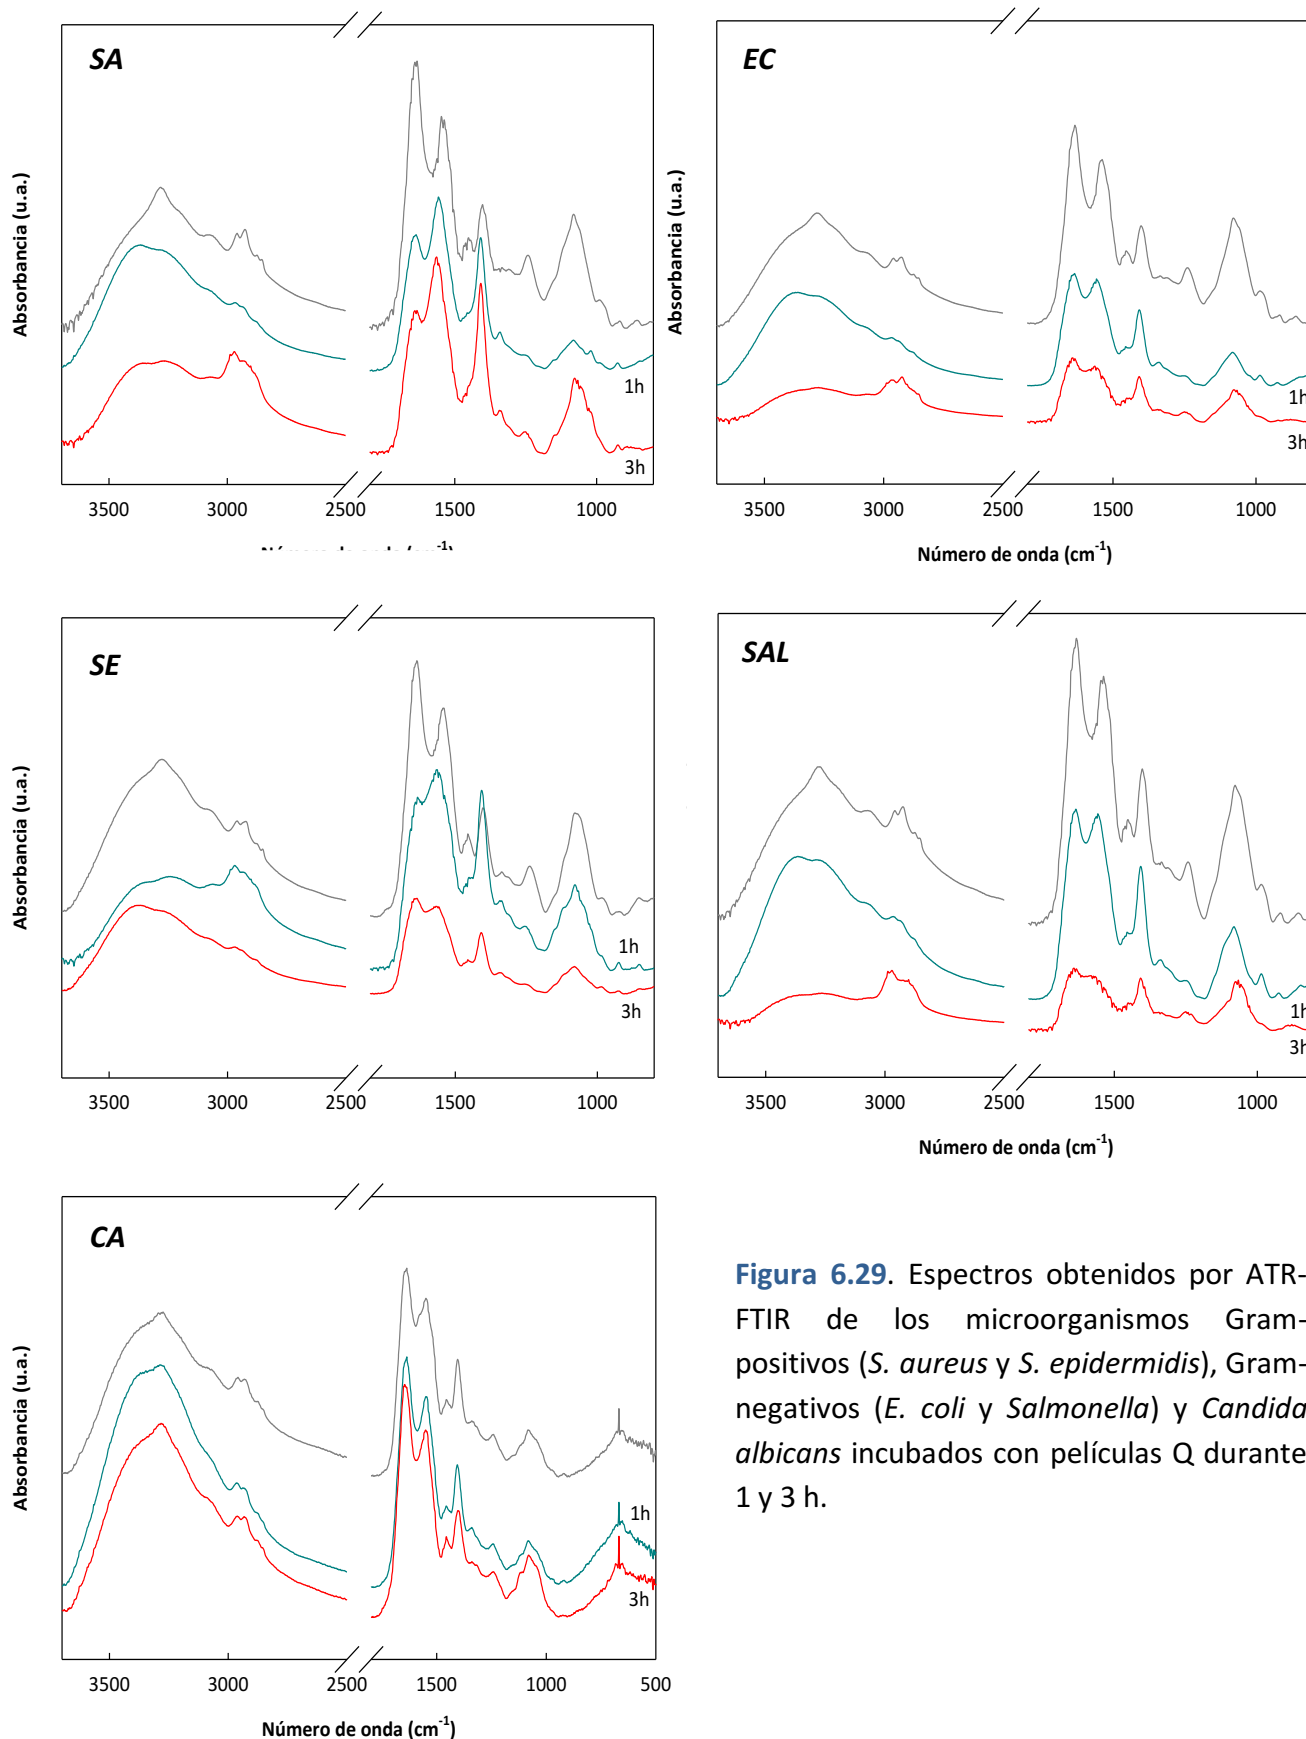 SA
Absorbancia (u.a.)
1h
3h
3500 3000 2500 1500 1000
EC
Absorbancia (u.a.)
1h
3h
3500 3000 2500 1500 1000
Número de onda (cm-1)
SE
Absorbancia (u.a.)
1h
3h
3500 3000 2500 1500 1000
SAL
1h
3h
3500 3000 2500 1500 1000
Número de onda (cm-1)
CA
Absorbancia (u.a.)
1h
3h
3500 3000 2500 1500 1000 500
Número de onda (cm-1)
Figura 6.29. Espectros obtenidos por ATR-
FTIR de los microorganismos Gram-
positivos (S. aureus y S. epidermidis), Gram-
negativos (E. coli y Salmonella) y Candida
albicans incubados con películas Q durante
1 y 3 h.